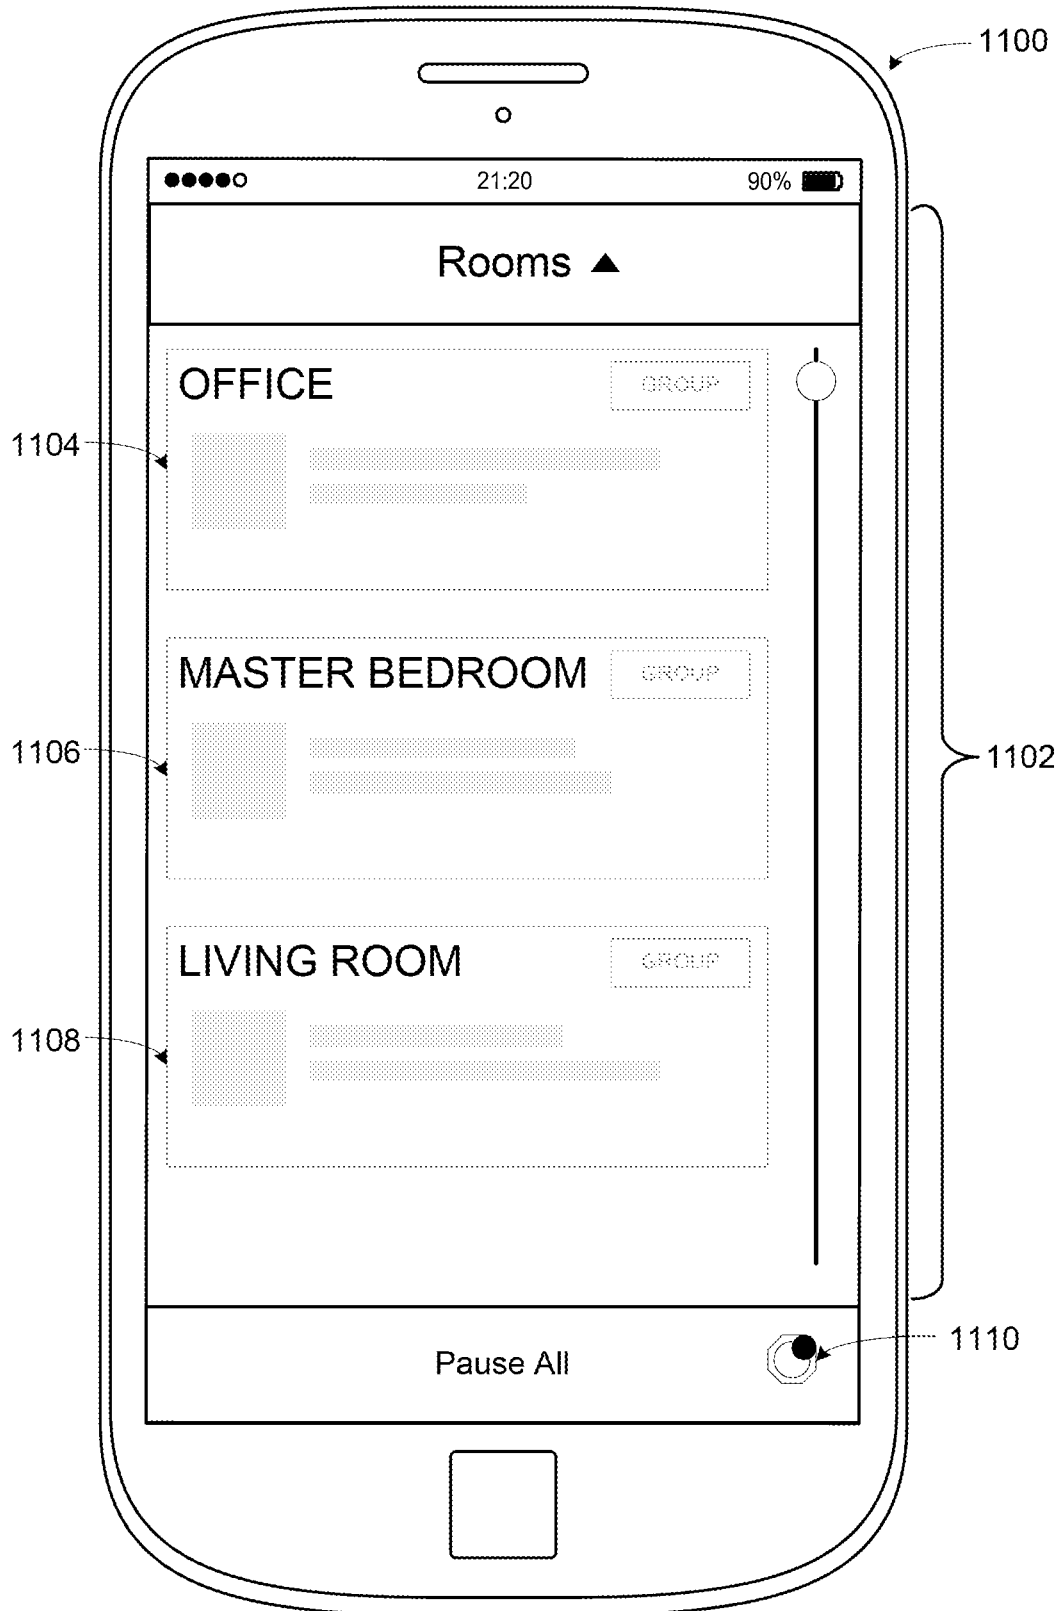 1100
21:20
90%
Rooms
OFFICE
GROUP
1104
MASTER BEDROOM
GROUP
1106
1102
LIVING ROOM
GROUP
1108
1110
Pause All